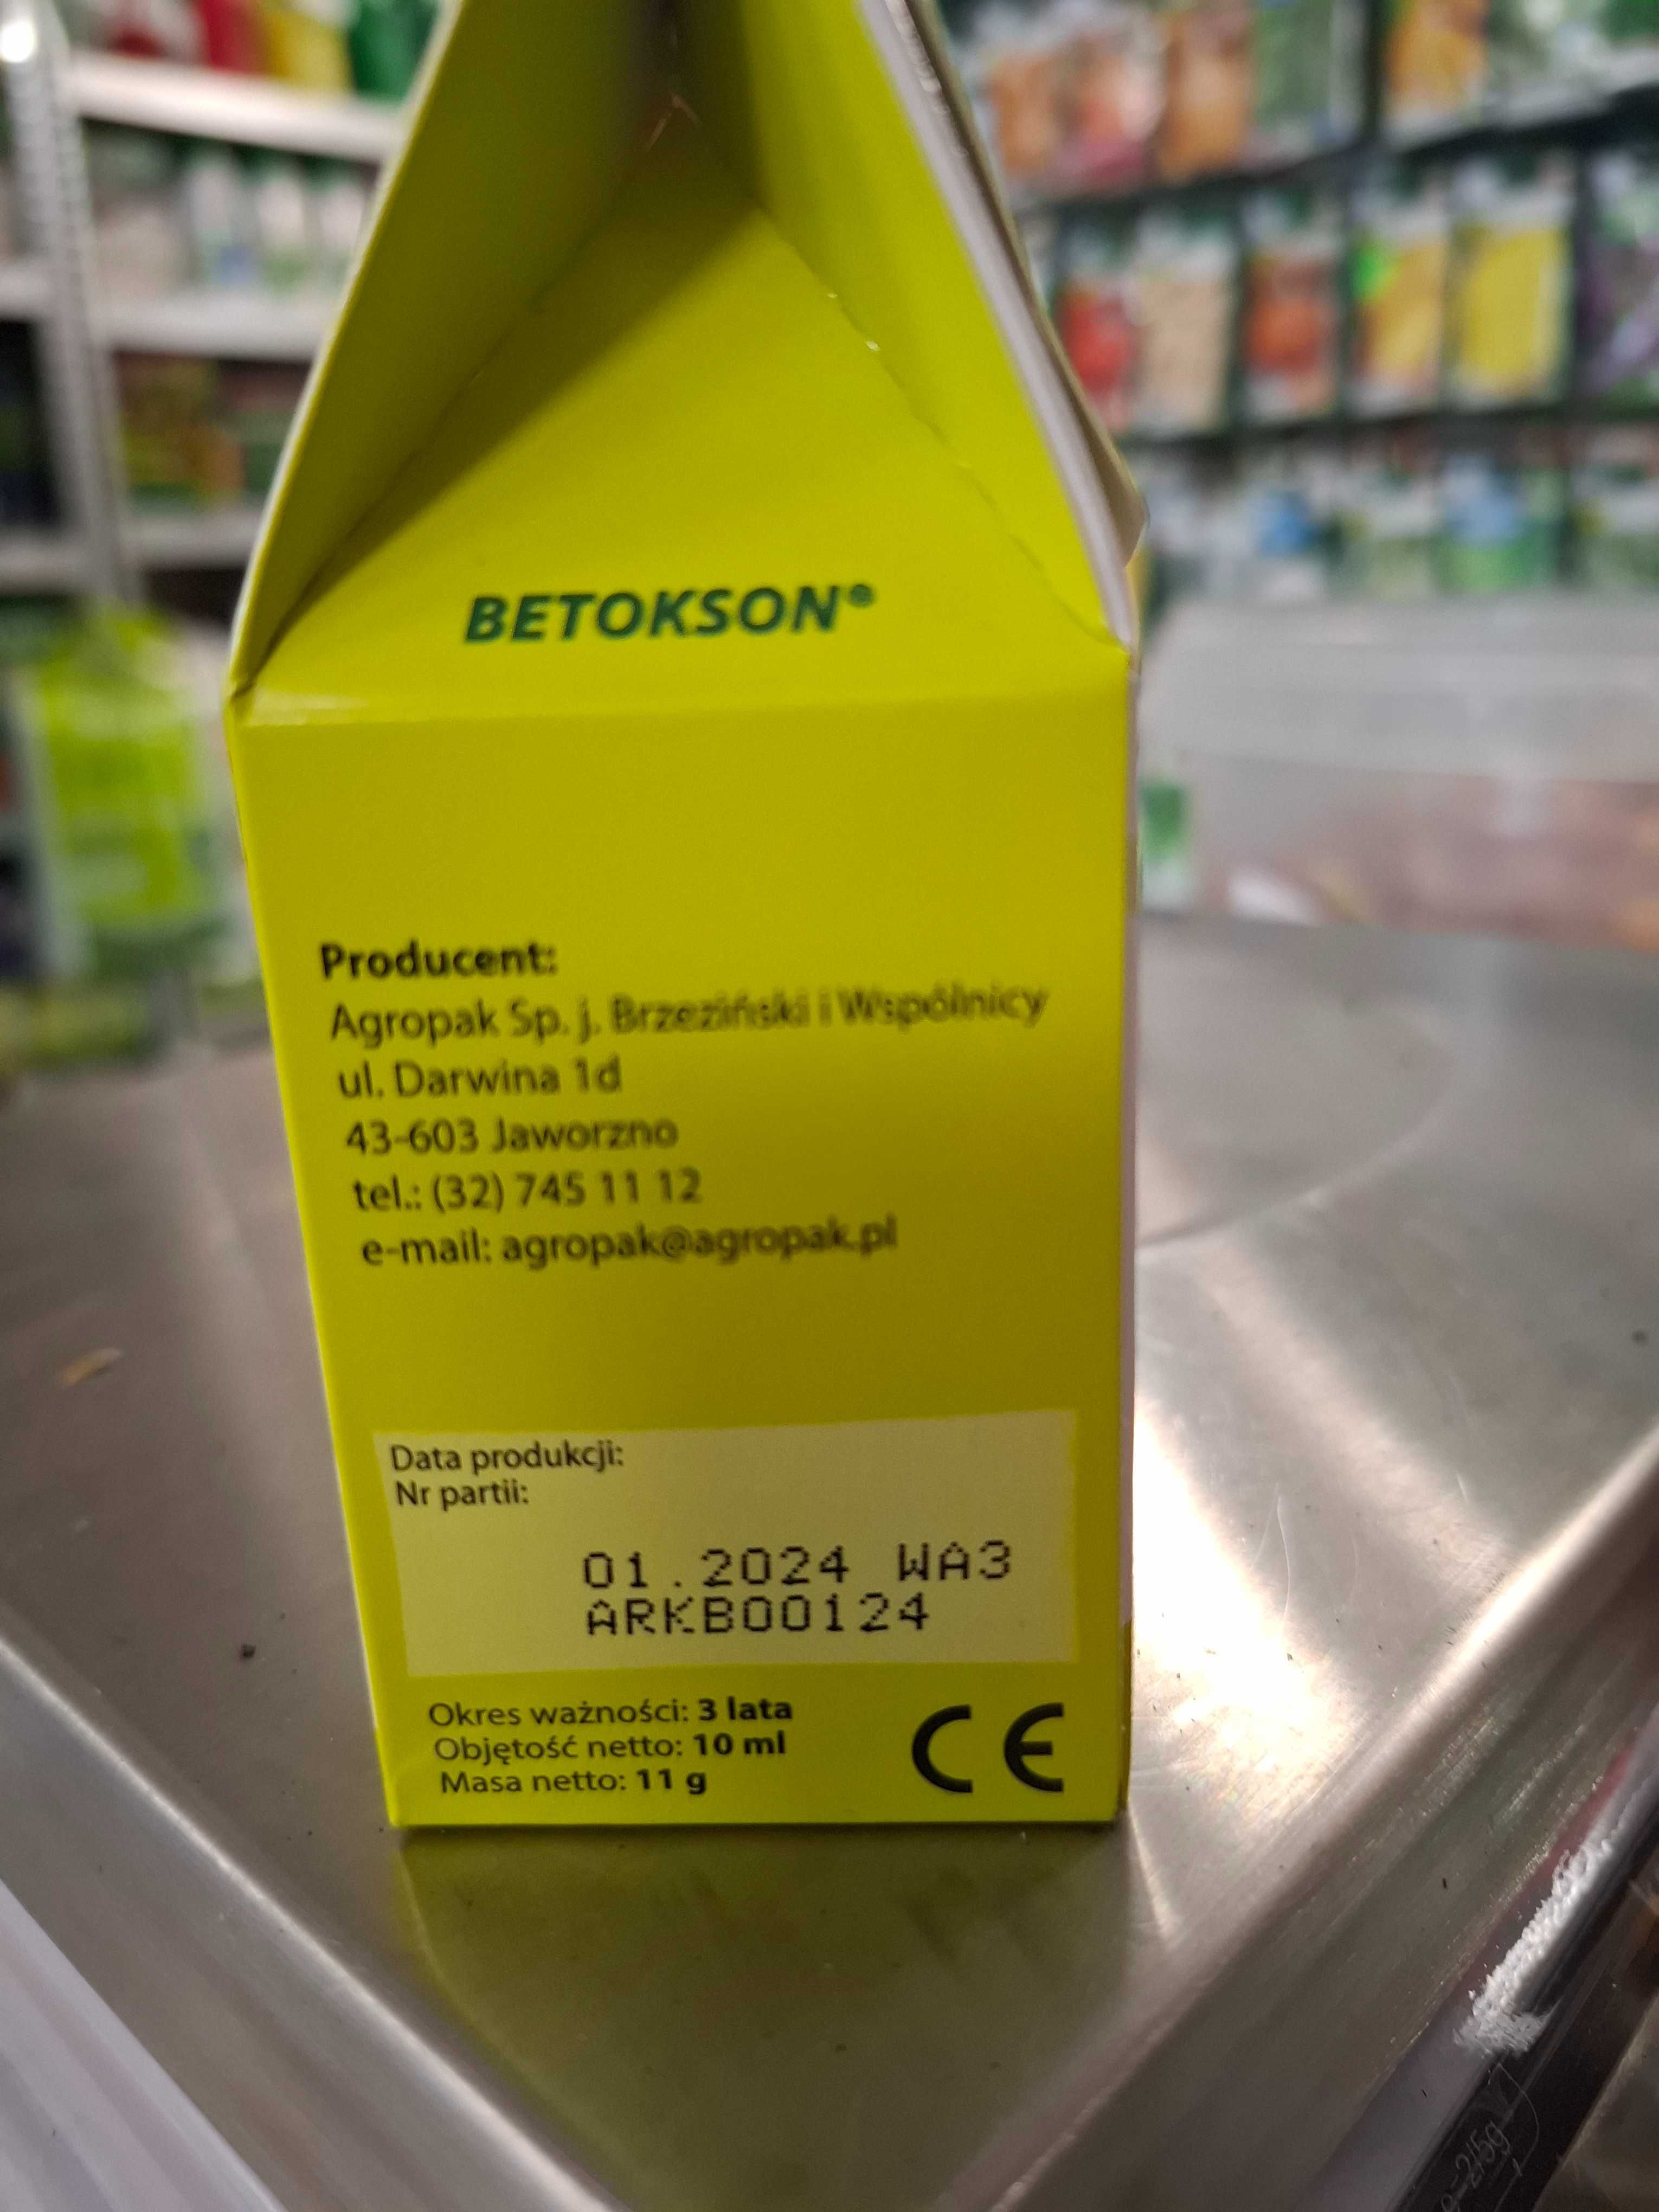 BETOKSON®
Producent:
Agropak Sp. j. Brzeziński i Wspólnicy
ul. Darwina 1d
43-603 Jaworzno
tel.: (32) 745 11 12
e-mail: agropak@agropak.pl
Data produkcji:
Nr partii:
01.2024 WA3
ARKB00124
Okres ważności: 3 lata
Objętość netto: 10 ml
Masa netto: 11 g
CE